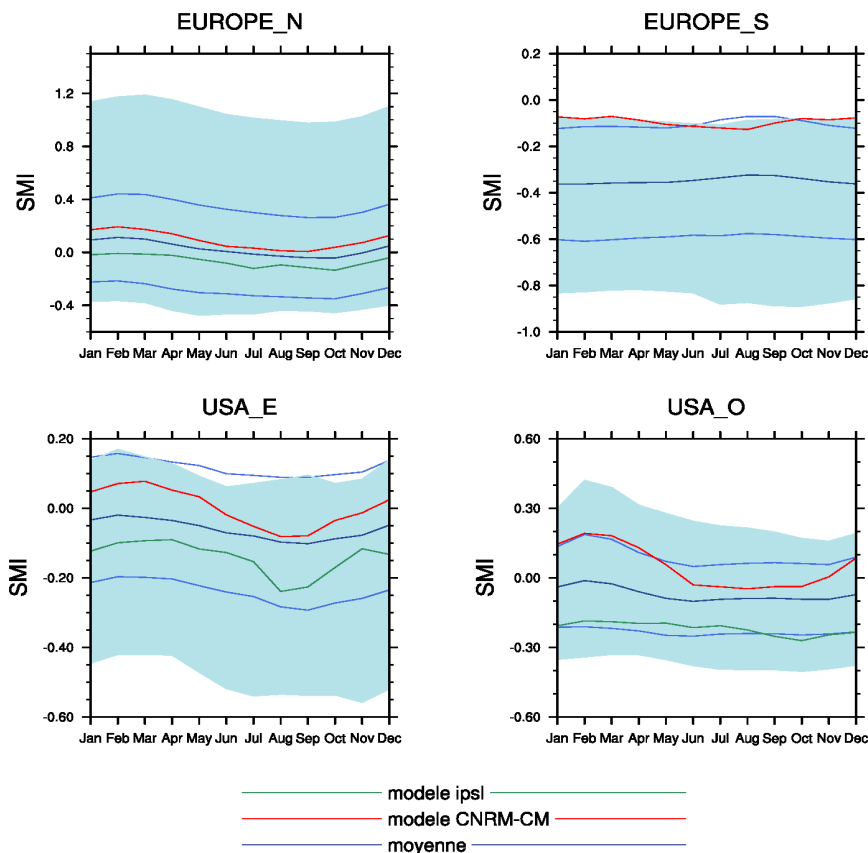 EUROPE_N
SMI
1.2
0.8
0.4
0.0
-0.4
Jan Feb Mar Apr May Jun Jul Aug Sep Oct Nov Dec
EUROPE_S
SMI
0.2
0.0
-0.2
-0.4
-0.6
-0.8
-1.0
Jan Feb Mar Apr May Jun Jul Aug Sep Oct Nov Dec
USA_E
SMI
0.20
0.00
-0.20
-0.40
-0.60
Jan Feb Mar Apr May Jun Jul Aug Sep Oct Nov Dec
USA_O
SMI
0.60
0.30
0.00
-0.30
-0.60
Jan Feb Mar Apr May Jun Jul Aug Sep Oct Nov Dec
modele ipsl
modele CNRM-CM
moyenne